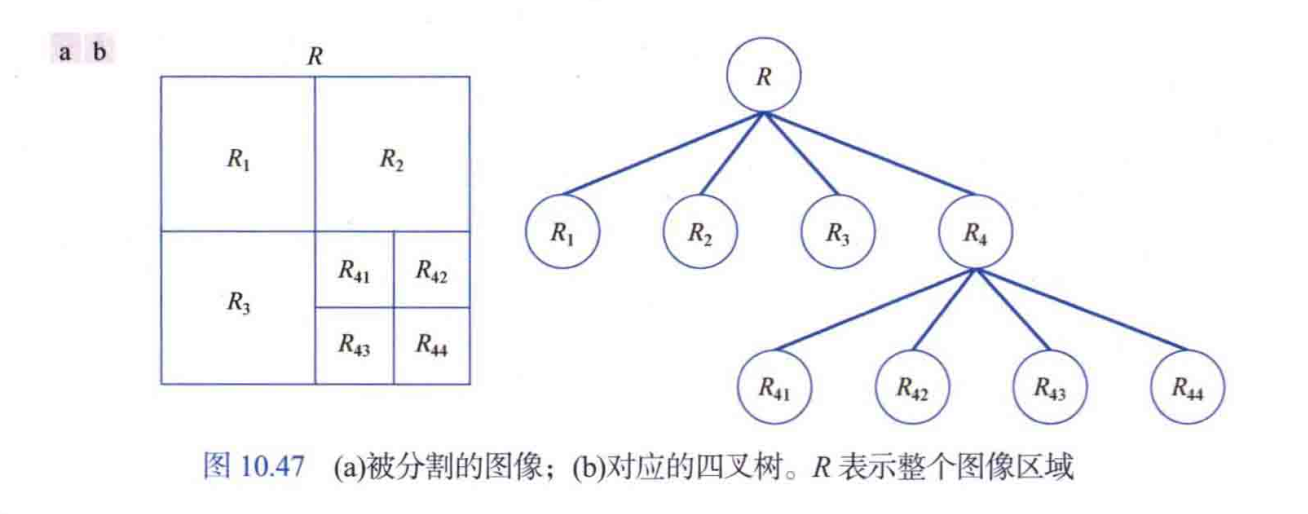 a b
R
R₁ R₂
R₃
R₄₁ R₄₂
R₄₃ R₄₄
R
R₁ R₂ R₃ R₄
R₄₁ R₄₂ R₄₃ R₄₄
图 10.47 (a)被分割的图像；(b)对应的四叉树。R 表示整个图像区域